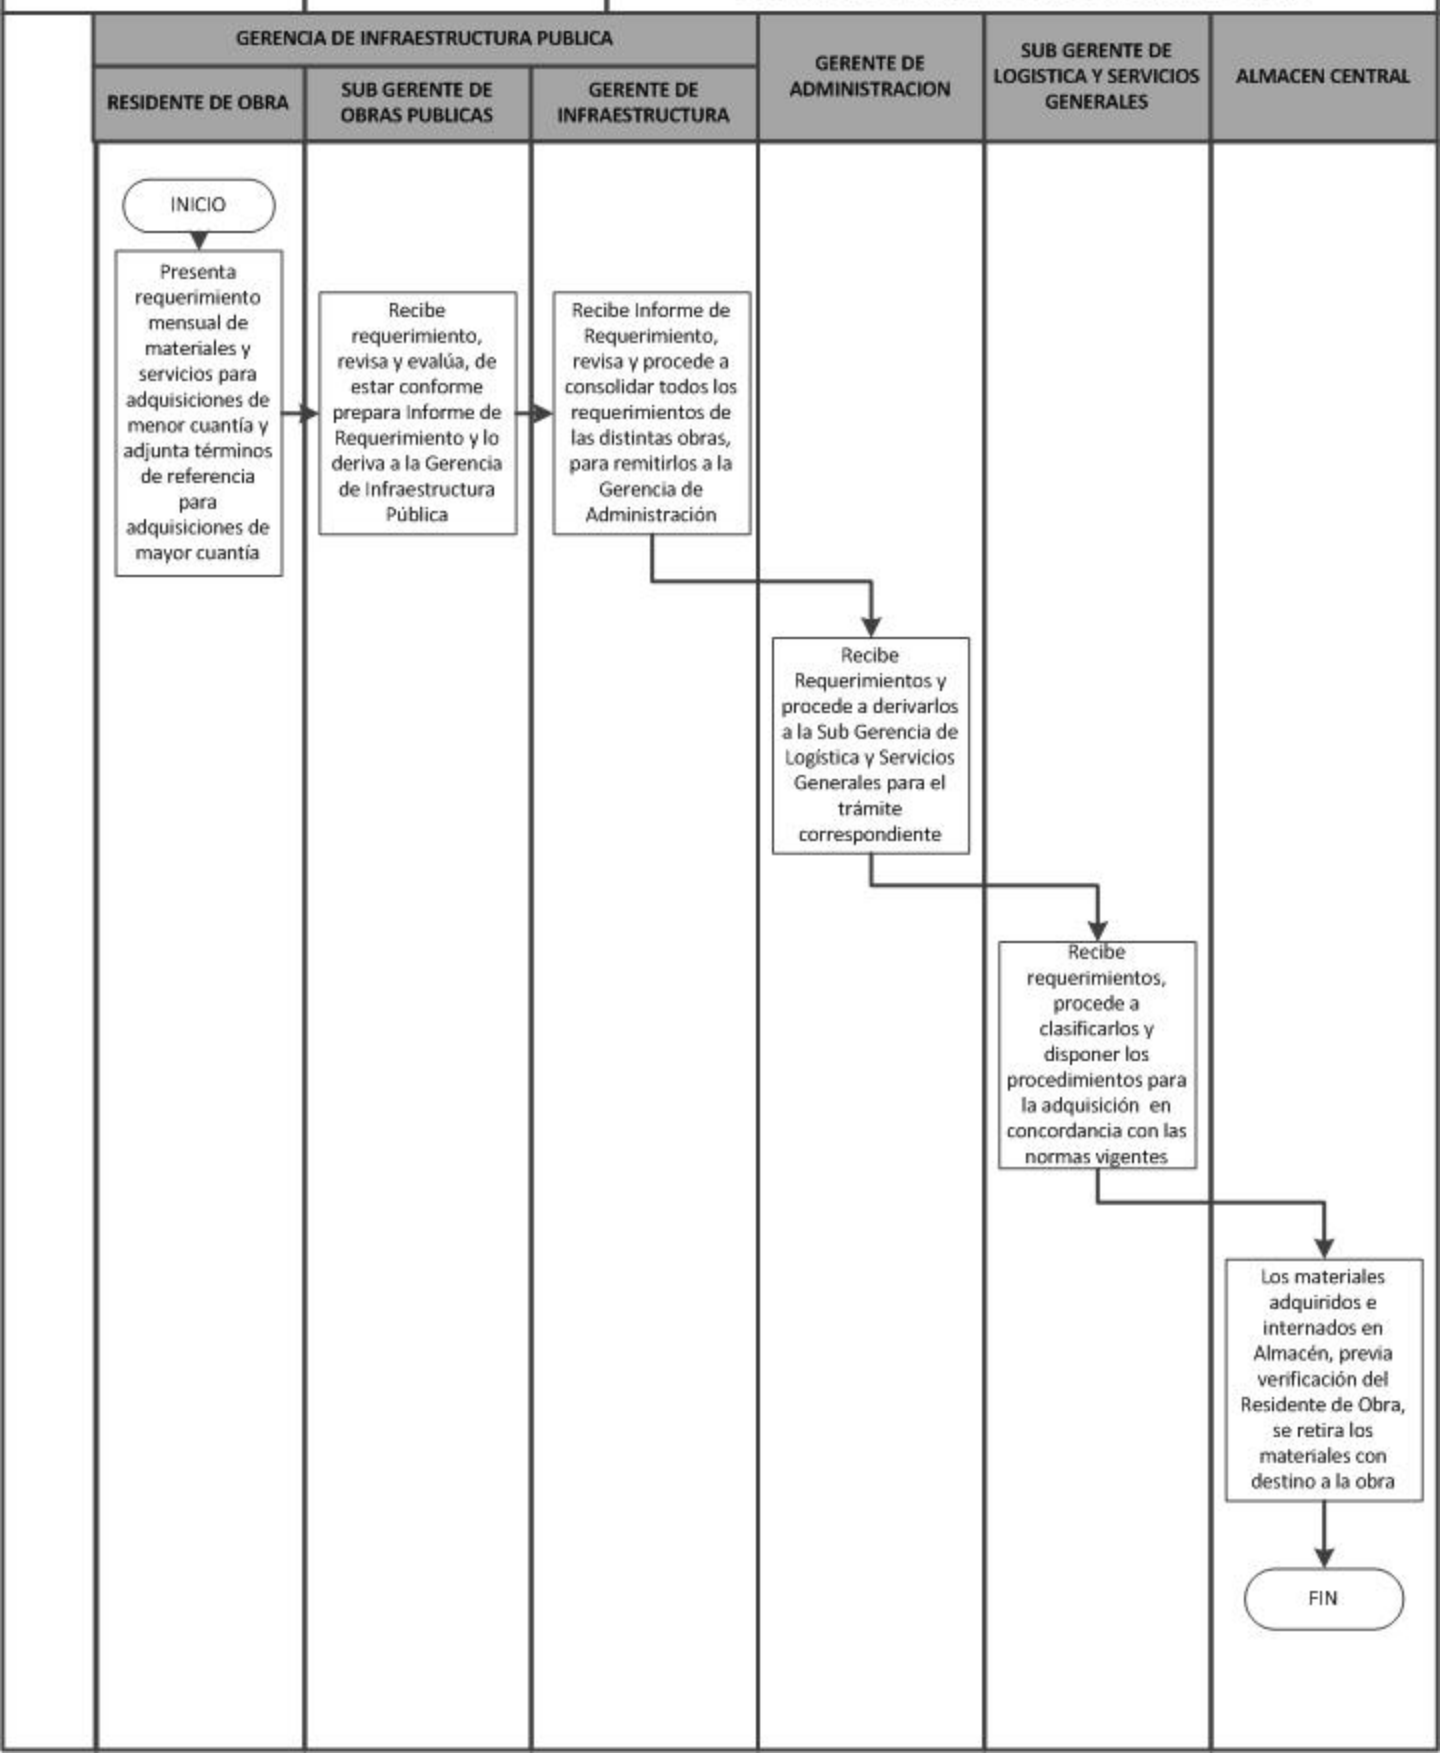 GERENCIA DE INFRAESTRUCTURA PUBLICA
RESIDENTE DE OBRA
SUB GERENTE DE
OBRAS PUBLICAS
GERENTE DE
INFRAESTRUCTURA
GERENTE DE
ADMINISTRACION
SUB GERENTE DE
LOGISTICA Y SERVICIOS
GENERALES
ALMACEN CENTRAL
INICIO
Presenta
requerimiento
mensual de
materiales y
servicios para
adquisiciones de
menor cuantía y
adjunta términos
de referencia
para
adquisiciones de
mayor cuantía
Recibe
requerimiento,
revisa y evalúa, de
estar conforme
prepara Informe de
Requerimiento y lo
deriva a la Gerencia
de Infraestructura
Pública
Recibe Informe de
Requerimiento,
revisa y procede a
consolidar todos los
requerimientos de
las distintas obras,
para remitirlos a la
Gerencia de
Administración
Recibe
Requerimientos y
procede a derivarlos
a la Sub Gerencia de
Logística y Servicios
Generales para el
trámite
correspondiente
Recibe
requerimientos,
procede a
clasificarlos y
disponer los
procedimientos para
la adquisición en
concordancia con las
normas vigentes
Los materiales
adquiridos e
internados en
Almacén, previa
verificación del
Residente de Obra,
se retira los
materiales con
destino a la obra
FIN